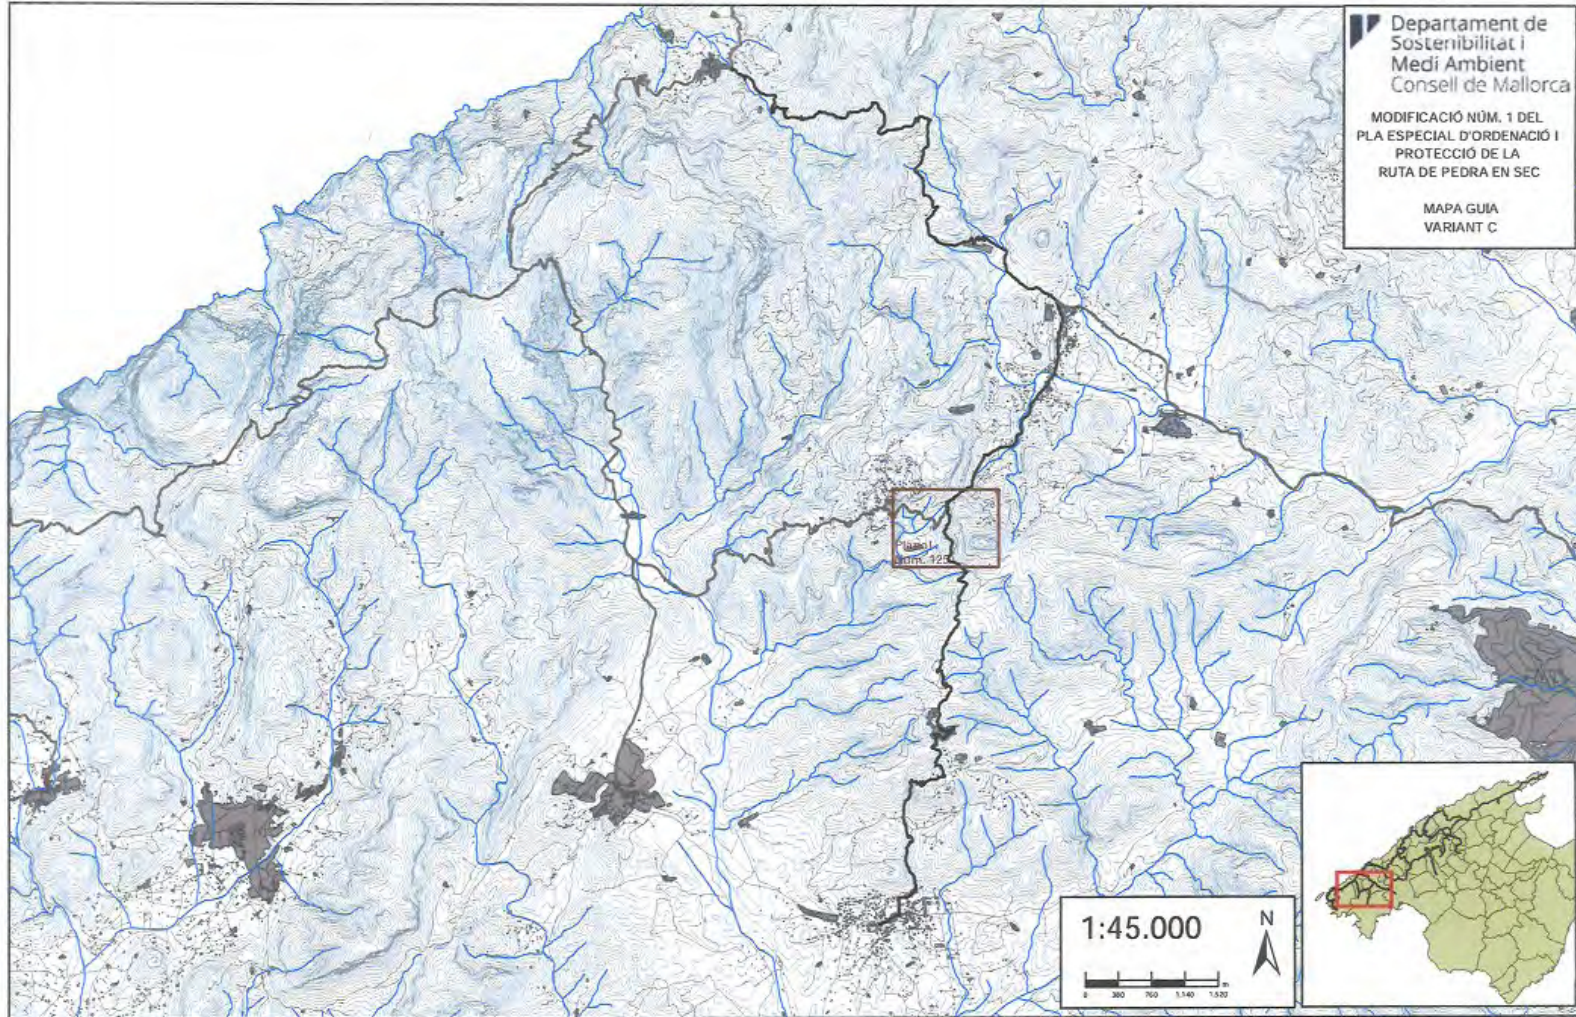 Departament de
Sostenibilitat i
Medi Ambient
Consell de Mallorca
MODIFICACIÓ NÚM. 1 DEL
PLA ESPECIAL D'ORDENACIÓ I
PROTECCIÓ DE LA
RUTA DE PEDRA EN SEC
MAPA GUIA
VARIANT C
Plànol
Núm. 125
1:45.000
N
0 380 760 1.140 1.520 m